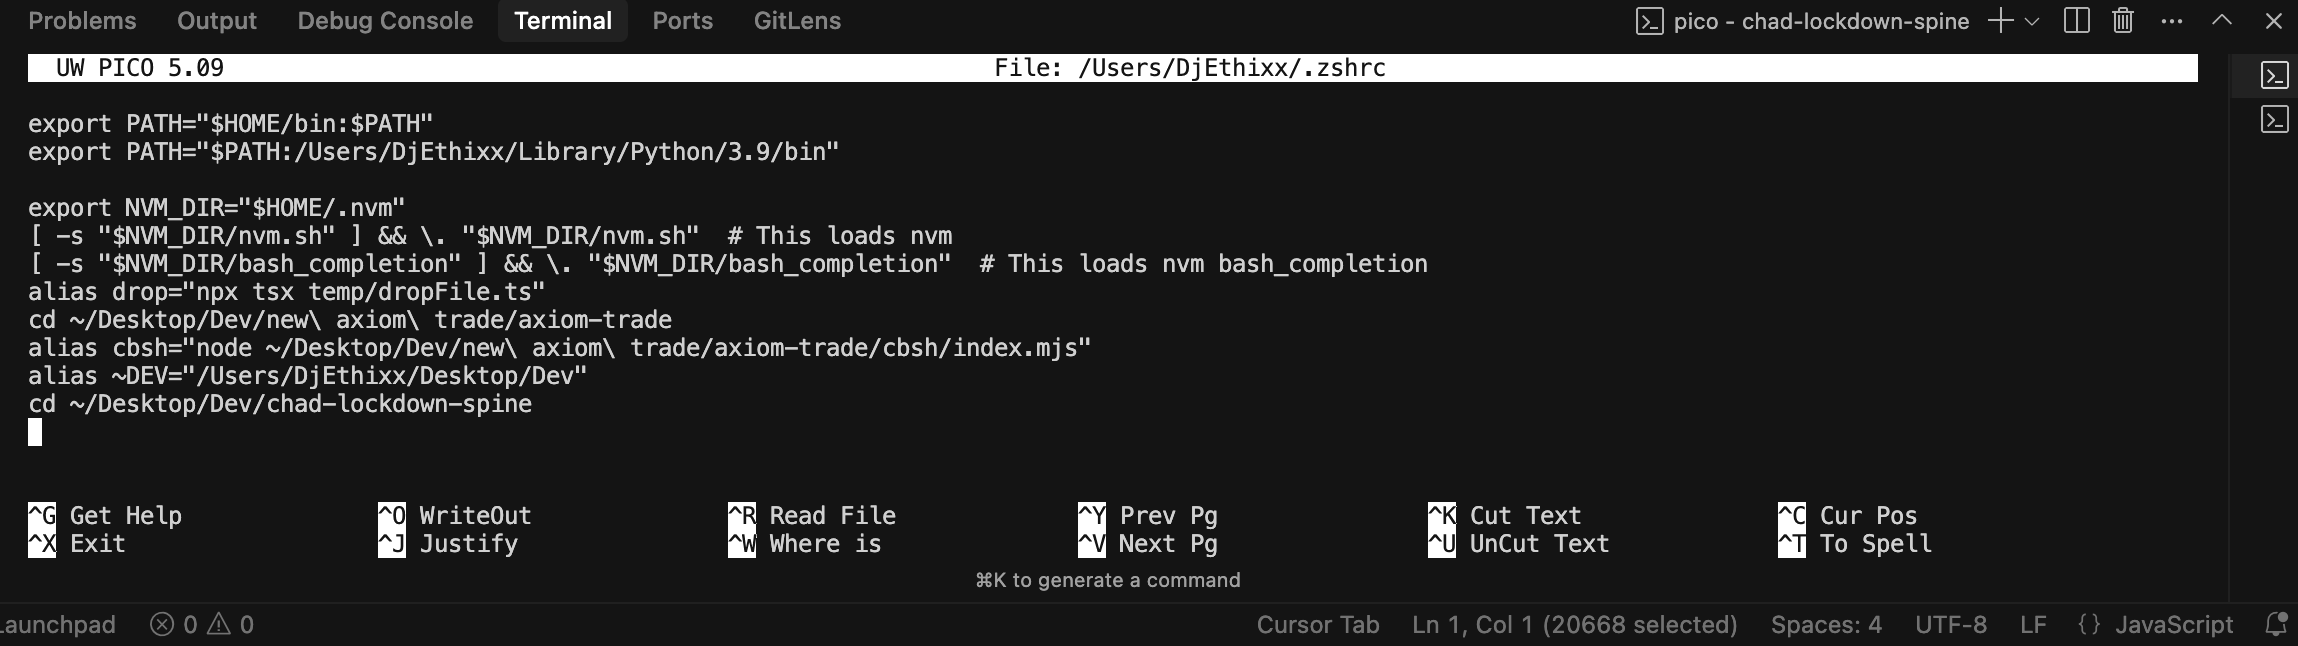 Problems Output Debug Console Terminal Ports GitLens pico - chad-lockdown-spine
UW PICO 5.09 File: /Users/DjEthixx/.zshrc
export PATH="$HOME/bin:$PATH"
export PATH="$PATH:/Users/DjEthixx/Library/Python/3.9/bin"
export NVM_DIR="$HOME/.nvm"
[ -s "$NVM_DIR/nvm.sh" ] && \. "$NVM_DIR/nvm.sh"  # This loads nvm
[ -s "$NVM_DIR/bash_completion" ] && \. "$NVM_DIR/bash_completion"  # This loads nvm bash_completion
alias drop="npx tsx temp/dropFile.ts"
cd ~/Desktop/Dev/new\ axiom\ trade/axiom-trade
alias cbsh="node ~/Desktop/Dev/new\ axiom\ trade/axiom-trade/cbsh/index.mjs"
alias ~DEV="/Users/DjEthixx/Desktop/Dev"
cd ~/Desktop/Dev/chad-lockdown-spine
^G Get Help ^O WriteOut ^R Read File ^Y Prev Pg ^K Cut Text ^C Cur Pos
^X Exit ^J Justify ^W Where is ^V Next Pg ^U UnCut Text ^T To Spell
⌘K to generate a command
Launchpad 0 0 Cursor Tab Ln 1, Col 1 (20668 selected) Spaces: 4 UTF-8 LF {} JavaScript